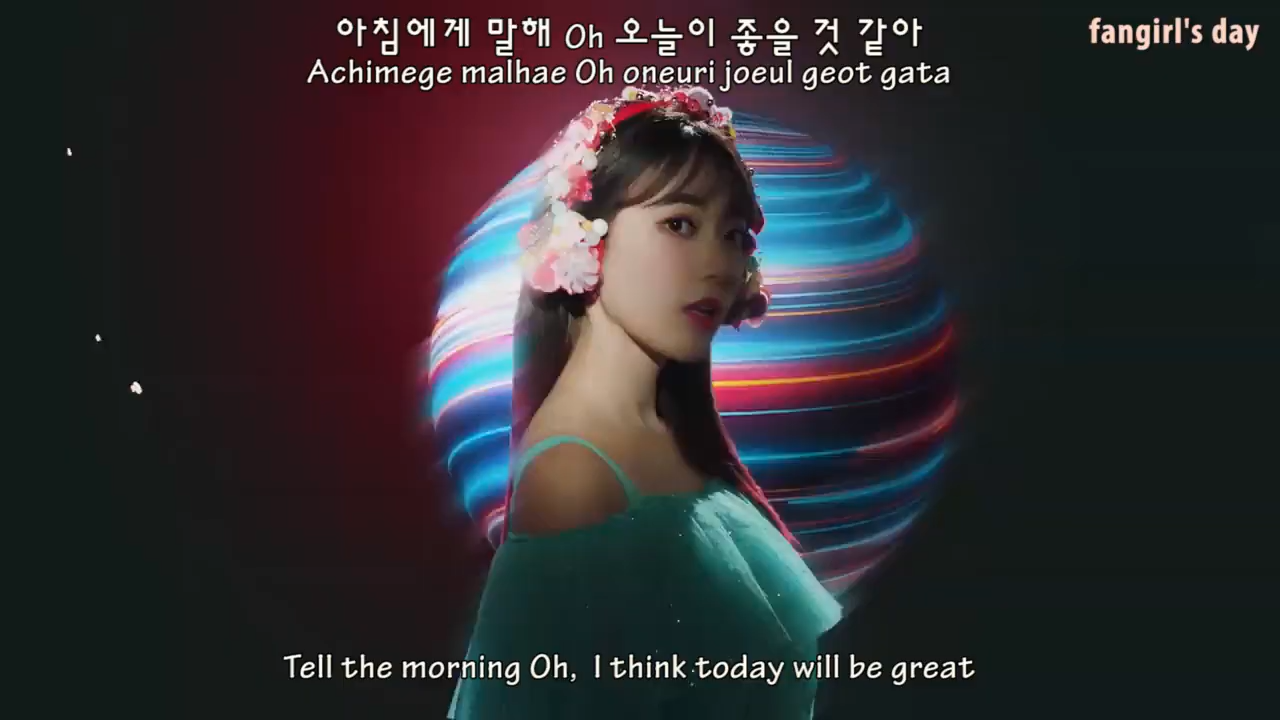 아침에게 말해 Oh 오늘이 좋을 것 같아
fangirl's day
Achimege malhae Oh oneuri joeul geot gata
Tell the morning Oh, I think today will be great